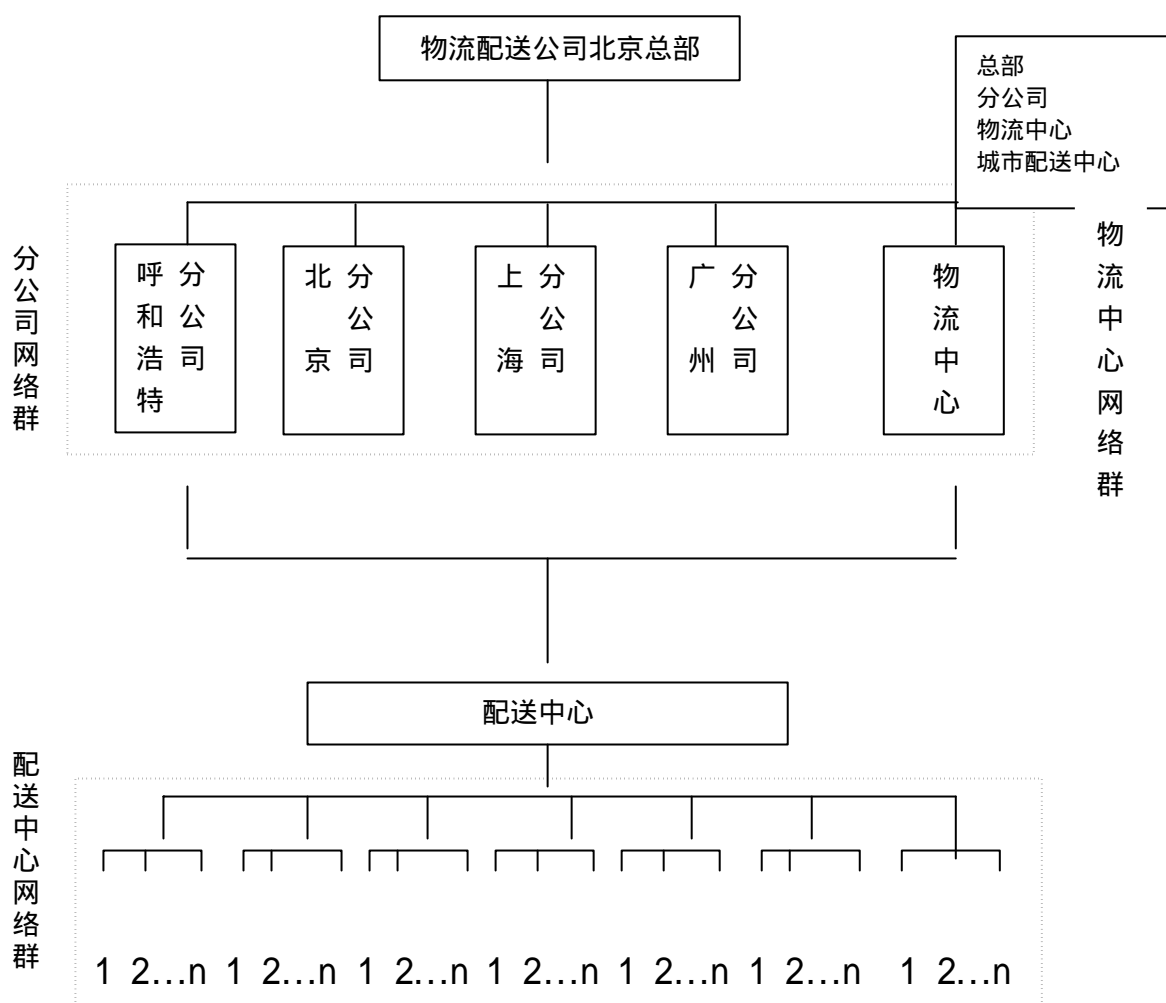 物流配送公司北京总部
总部
分公司
物流中心
城市配送中心
分公司网络群
呼和浩特
分公司
北京
分公司
上海
分公司
广州
分公司
物流中心
物流中心网络群
配送中心
配送中心网络群
1 2…n 1 2…n 1 2…n 1 2…n 1 2…n 1 2…n 1 2…n